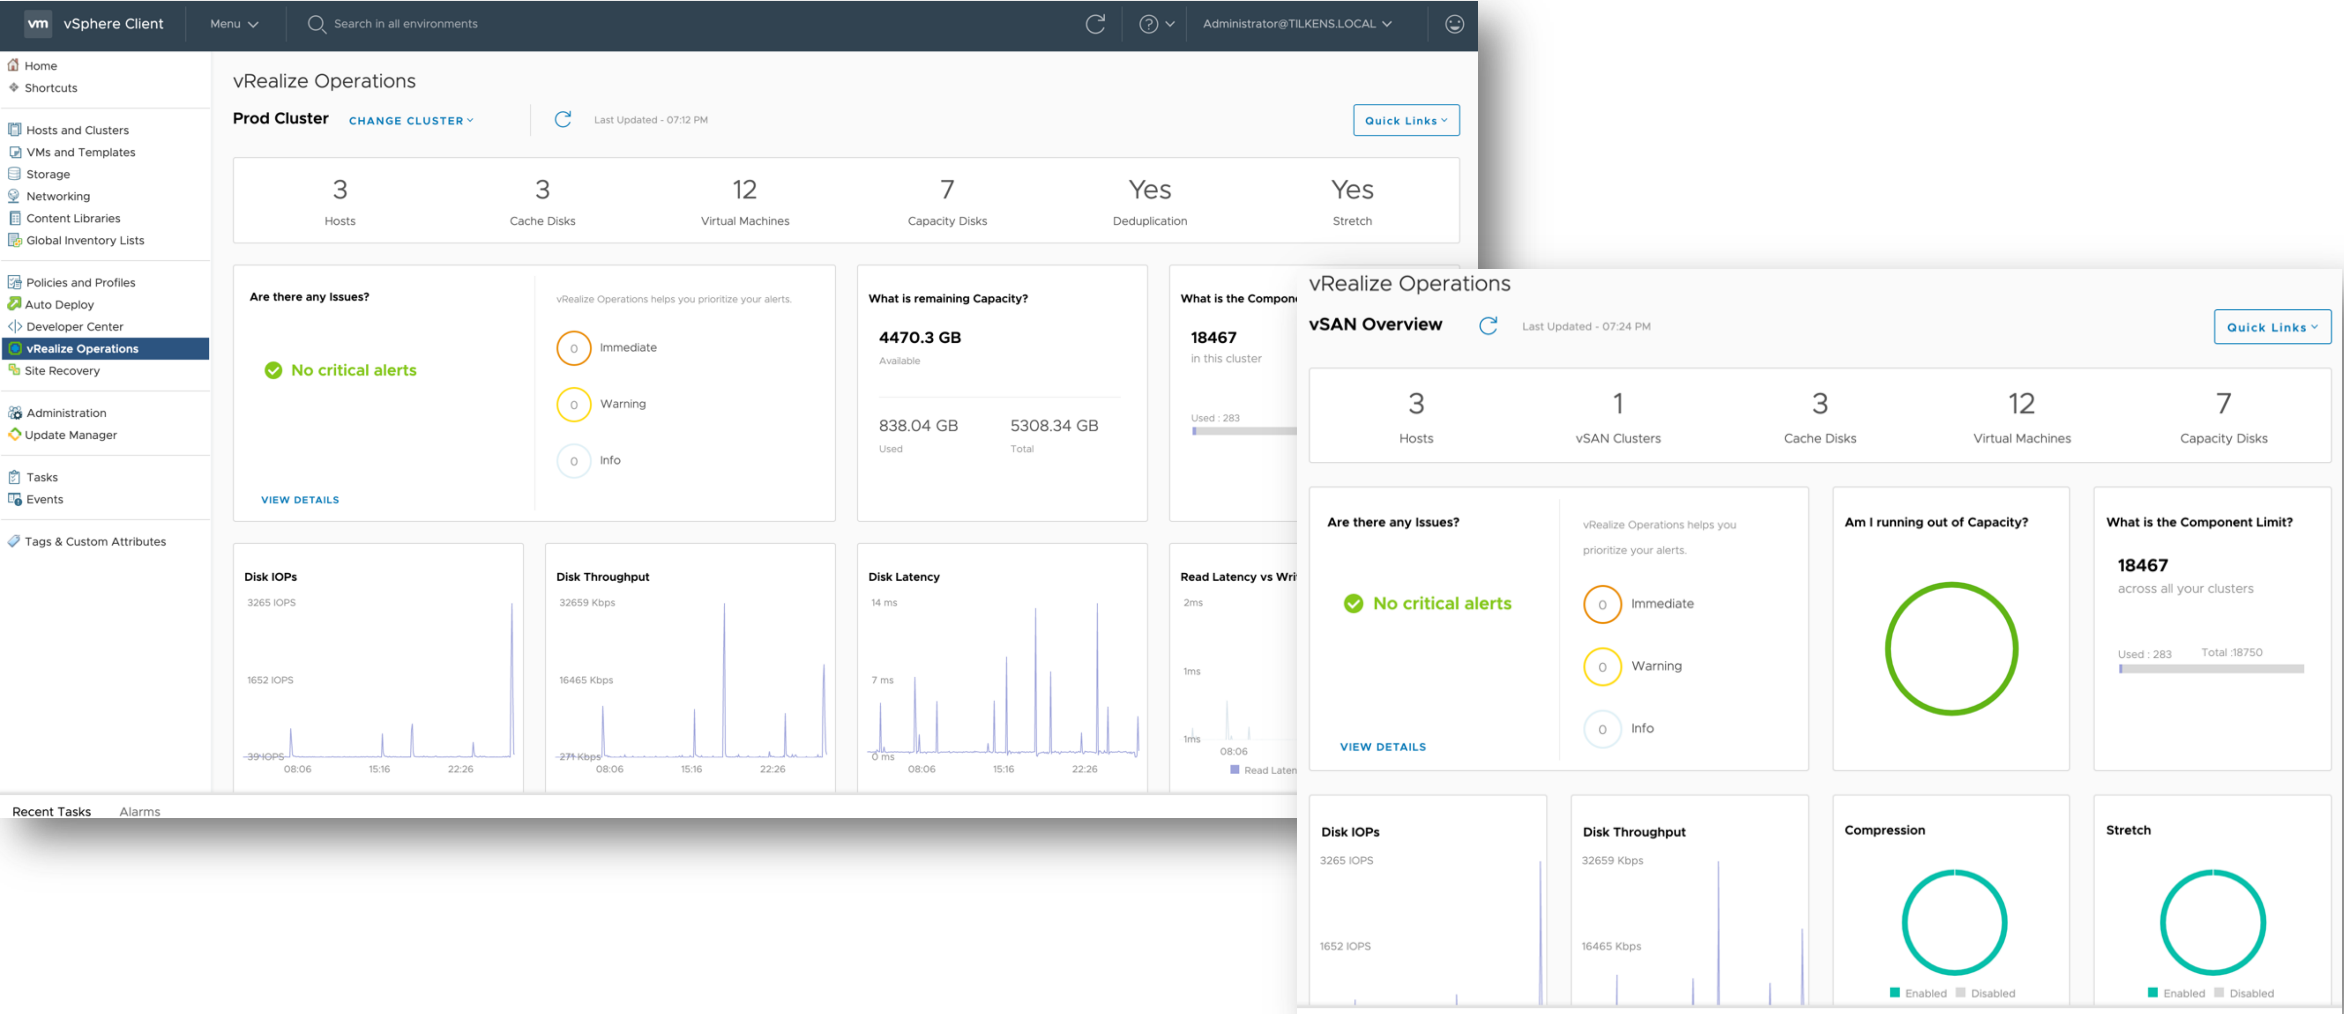 vm vSphere Client Menu Search in all environments Administrator@TILKENS.LOCAL
Home
Shortcuts
Hosts and Clusters
VMs and Templates
Storage
Networking
Content Libraries
Global Inventory Lists
Policies and Profiles
Auto Deploy
Developer Center
vRealize Operations
Site Recovery
Administration
Update Manager
Tasks
Events
Tags & Custom Attributes
vRealize Operations
Prod Cluster CHANGE CLUSTER Last Updated - 07:12 PM Quick Links
3 3 12 7 Yes Yes
Hosts Cache Disks Virtual Machines Capacity Disks Deduplication Stretch
Are there any Issues?
No critical alerts
VIEW DETAILS
vRealize Operations helps you prioritize your alerts.
0 Immediate
0 Warning
0 Info
What is remaining Capacity?
4470.3 GB
Available
838.04 GB 5308.34 GB
Used Total
What is the Compone
18467
in this cluster
Used : 283
Disk IOPs
3265 IOPS
1652 IOPS
39 IOPS
08:06 15:16 22:26
Disk Throughput
32659 Kbps
16465 Kbps
271 Kbps
08:06 15:16 22:26
Disk Latency
14 ms
7 ms
0 ms
08:06 15:16 22:26
Read Latency vs Wri
2ms
1ms
1ms
08:06
Read Laten
Recent Tasks Alarms
vRealize Operations
vSAN Overview Last Updated - 07:24 PM Quick Links
3 1 3 12 7
Hosts vSAN Clusters Cache Disks Virtual Machines Capacity Disks
Are there any Issues?
No critical alerts
VIEW DETAILS
vRealize Operations helps you
prioritize your alerts.
0 Immediate
0 Warning
0 Info
Am I running out of Capacity?
What is the Component Limit?
18467
across all your clusters
Used : 283 Total :18750
Disk IOPs
3265 IOPS
1652 IOPS
Disk Throughput
32659 Kbps
16465 Kbps
Compression
Enabled Disabled
Stretch
Enabled Disabled